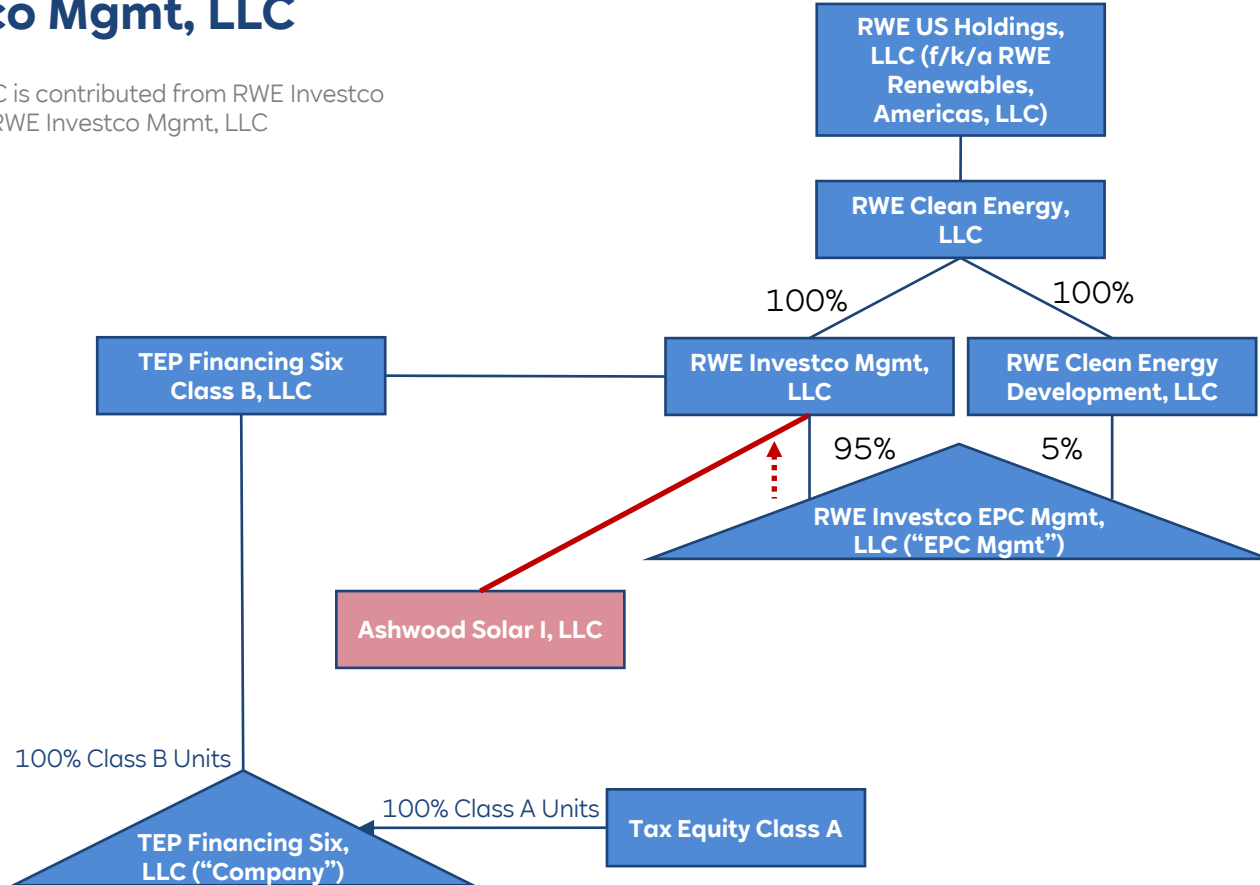 co Mgmt, LLC
C is contributed from RWE Investco
RWE Investco Mgmt, LLC
RWE US Holdings,
LLC (f/k/a RWE
Renewables,
Americas, LLC)
RWE Clean Energy,
LLC
100%
100%
TEP Financing Six
Class B, LLC
RWE Investco Mgmt,
LLC
RWE Clean Energy
Development, LLC
95%
5%
RWE Investco EPC Mgmt,
LLC (“EPC Mgmt”)
Ashwood Solar I, LLC
100% Class B Units
100% Class A Units
Tax Equity Class A
TEP Financing Six,
LLC (“Company”)